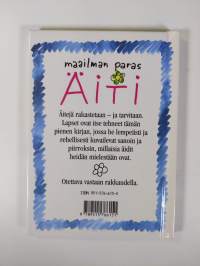 maailman paras
ÄITI
Äitejä rakastetaan – ja tarvitaan.
Lapset ovat itse tehneet tämän
pienen kirjan, jossa he lempeästi ja
rehellisesti kuvailevat sanoin ja
piirroksin, millaisia äidit
heidän mielestään ovat.
Otettava vastaan rakkaudella.